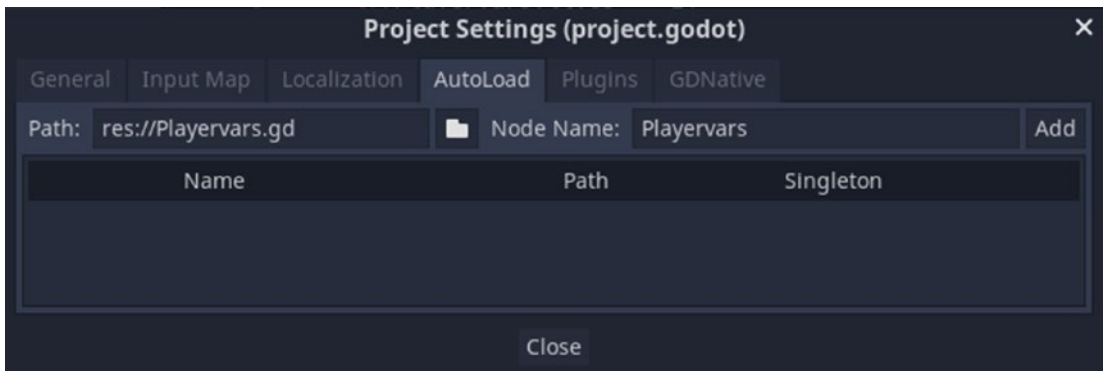 Project Settings (project.godot)
General Input Map Localization AutoLoad Plugins GDNative
Path: res://Playervars.gd Node Name: Playervars Add
Name Path Singleton
Close